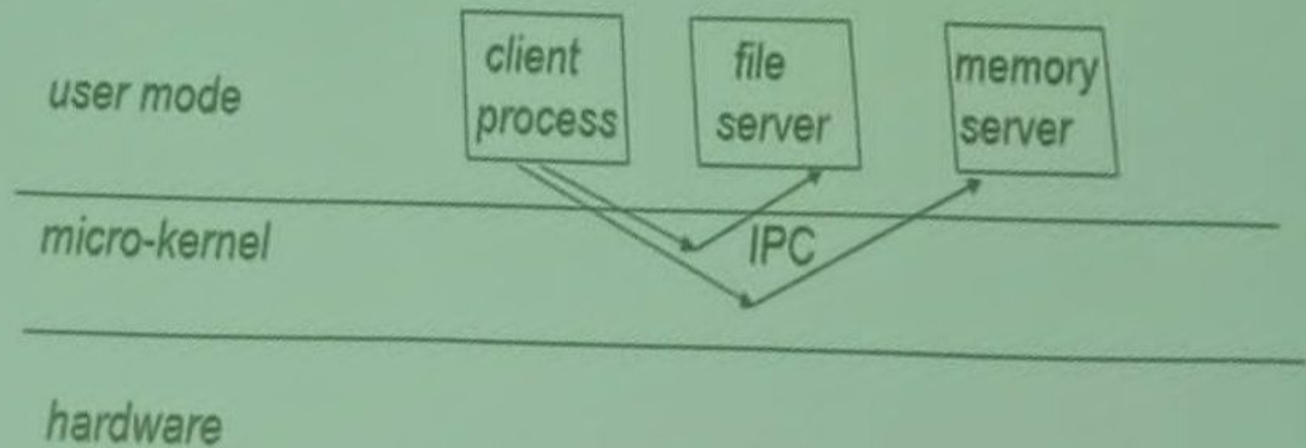 user mode
client
process
file
server
memory
server
micro-kernel
IPC
hardware